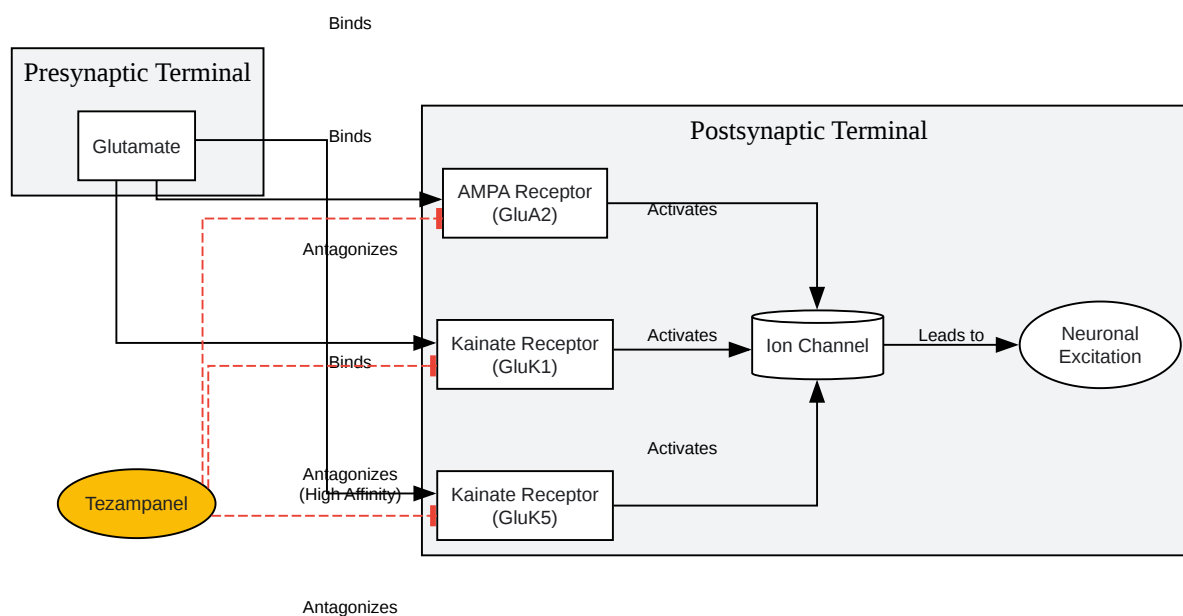 Binds
Presynaptic Terminal
Glutamate
Binds
Postsynaptic Terminal
AMPA Receptor
(GluA2)
Activates
Antagonizes
Kainate Receptor
(GluK1)
Activates
Ion Channel
Leads to
Neuronal
Excitation
Binds
Activates
Antagonizes
(High Affinity)
Kainate Receptor
(GluK5)
Tezampanel
Antagonizes